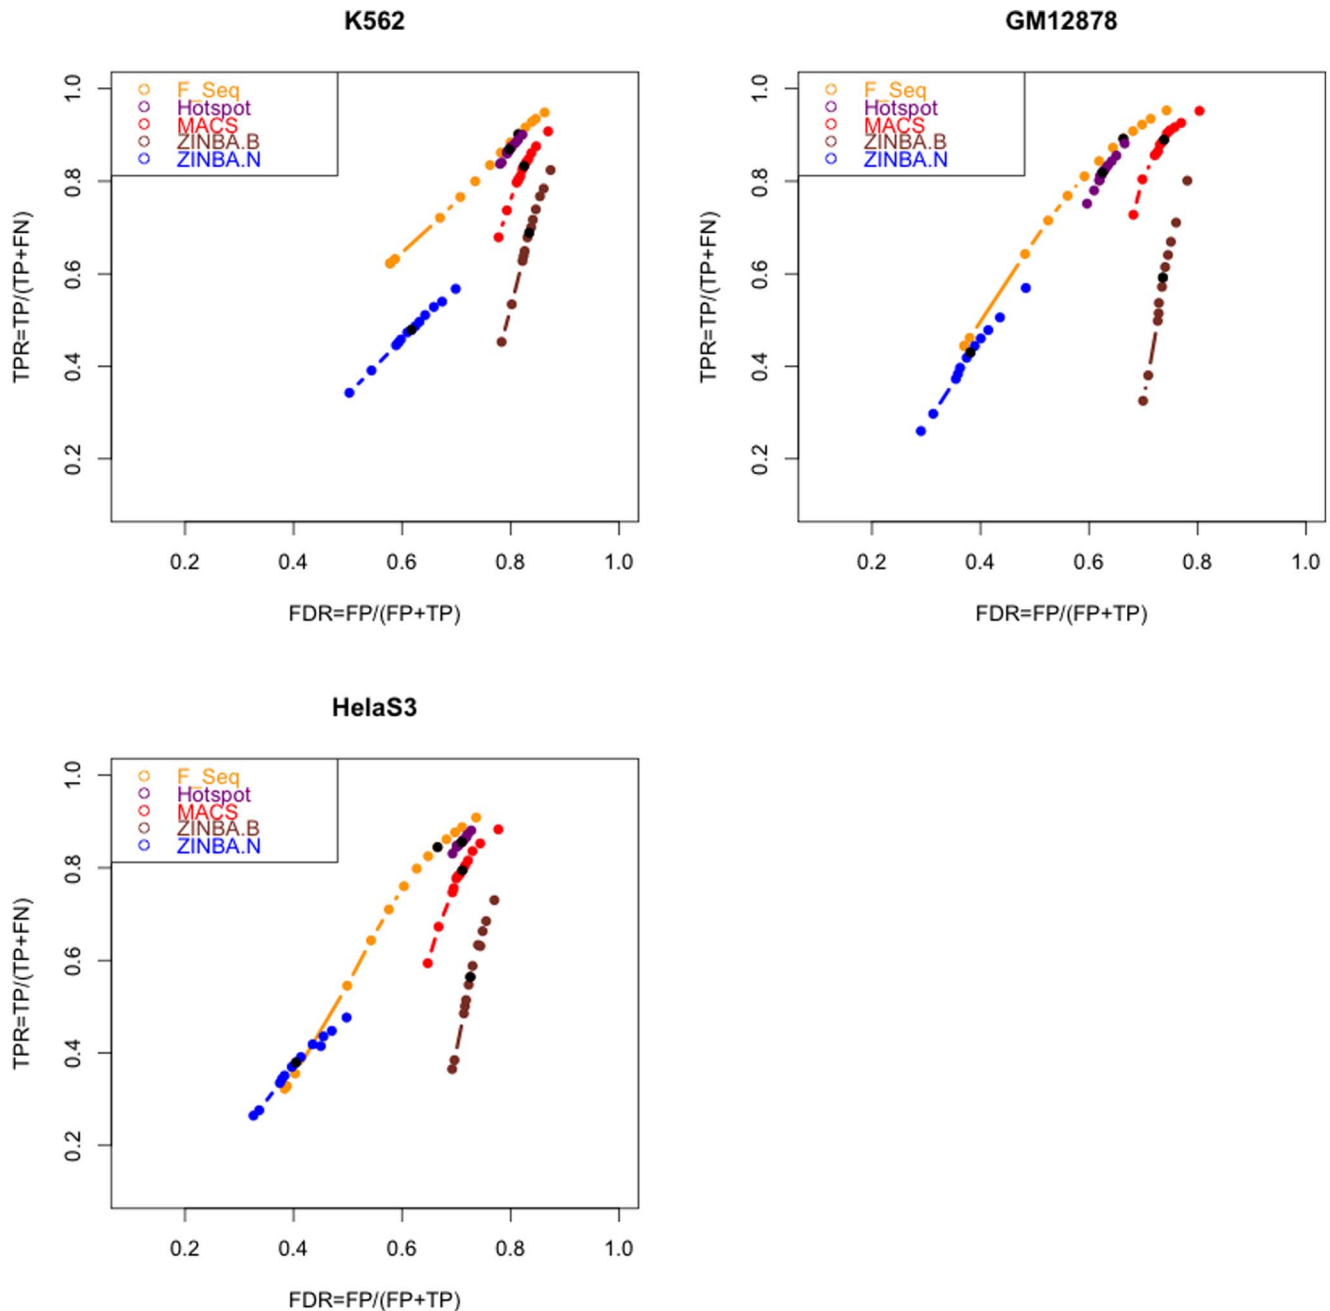 K562
1.0
0.8
0.6
0.4
0.2
TPR=TP/(TP+FN)
F_Seq
Hotspot
MACS
ZINBA.B
ZINBA.N
0.2 0.4 0.6 0.8 1.0
FDR=FP/(FP+TP)
GM12878
1.0
0.8
0.6
0.4
0.2
TPR=TP/(TP+FN)
F_Seq
Hotspot
MACS
ZINBA.B
ZINBA.N
0.2 0.4 0.6 0.8 1.0
FDR=FP/(FP+TP)
HelaS3
1.0
0.8
0.6
0.4
0.2
TPR=TP/(TP+FN)
F_Seq
Hotspot
MACS
ZINBA.B
ZINBA.N
0.2 0.4 0.6 0.8 1.0
FDR=FP/(FP+TP)